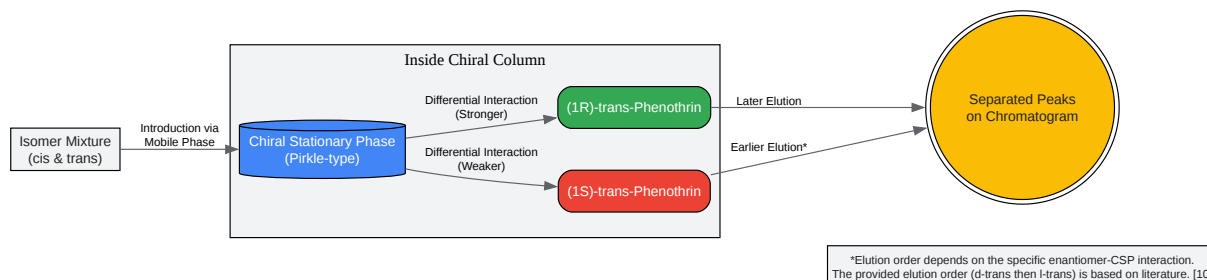 Inside Chiral Column
Isomer Mixture
(cis & trans)
Introduction via
Mobile Phase
Chiral Stationary Phase
(Pirkle-type)
Differential Interaction
(Stronger)
Differential Interaction
(Weaker)
(1R)-trans-Phenothrin
(1S)-trans-Phenothrin
Later Elution
Earlier Elution*
Separated Peaks
on Chromatogram
*Elution order depends on the specific enantiomer-CSP interaction.
The provided elution order (d-trans then l-trans) is based on literature. [10